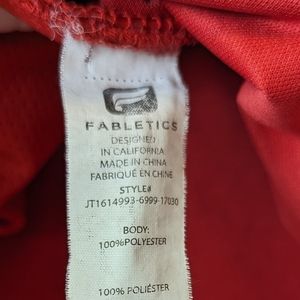 FABLETICS
DESIGNED
IN CALIFORNIA
MADE IN CHINA
FABRIQUÉ EN CHINE
STYLE#
JT1614993-6999-17030
BODY:
100%POLYESTER
100% POLIÉSTER